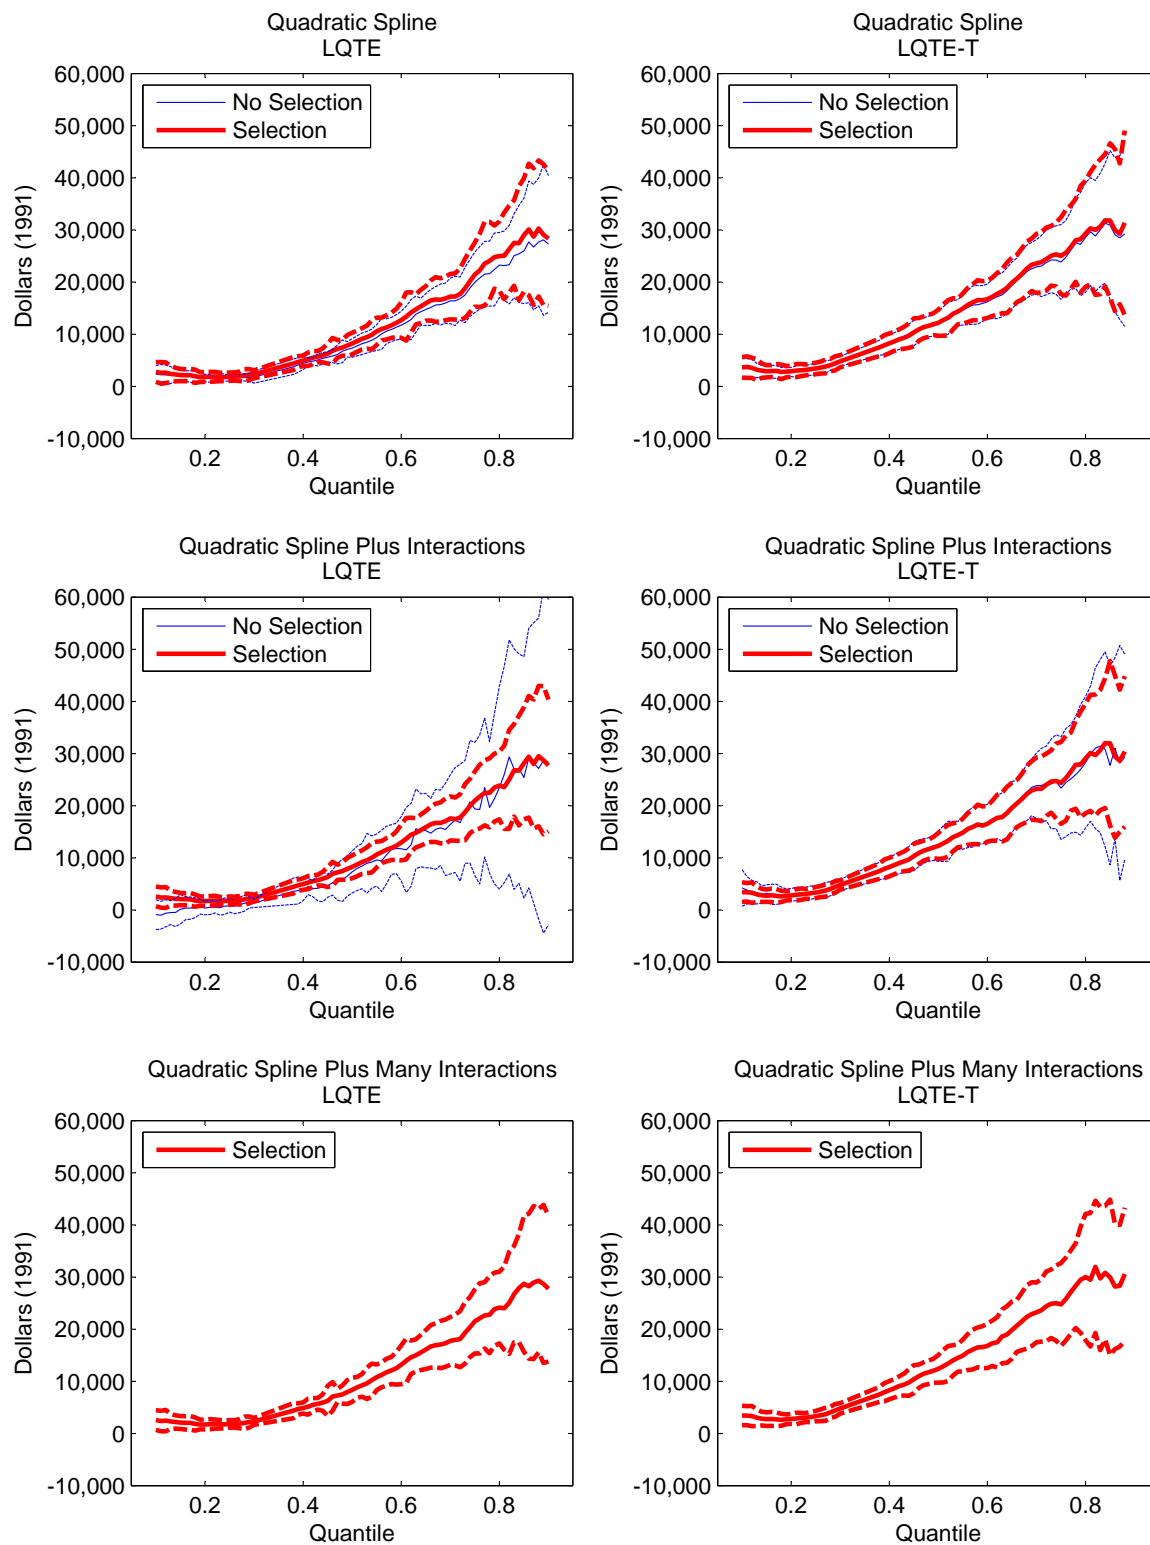 Quadratic Spline
LQTE
60,000
50,000
40,000
30,000
20,000
10,000
0
-10,000
Dollars (1991)
No Selection
Selection
0.2
0.4
0.6
0.8
Quantile
Quadratic Spline
LQTE-T
60,000
50,000
40,000
30,000
20,000
10,000
0
-10,000
Dollars (1991)
No Selection
Selection
0.2
0.4
0.6
0.8
Quantile
Quadratic Spline Plus Interactions
LQTE
60,000
50,000
40,000
30,000
20,000
10,000
0
-10,000
Dollars (1991)
No Selection
Selection
0.2
0.4
0.6
0.8
Quantile
Quadratic Spline Plus Interactions
LQTE-T
60,000
50,000
40,000
30,000
20,000
10,000
0
-10,000
Dollars (1991)
No Selection
Selection
0.2
0.4
0.6
0.8
Quantile
Quadratic Spline Plus Many Interactions
LQTE
60,000
50,000
40,000
30,000
20,000
10,000
0
-10,000
Dollars (1991)
Selection
0.2
0.4
0.6
0.8
Quantile
Quadratic Spline Plus Many Interactions
LQTE-T
60,000
50,000
40,000
30,000
20,000
10,000
0
-10,000
Dollars (1991)
Selection
0.2
0.4
0.6
0.8
Quantile